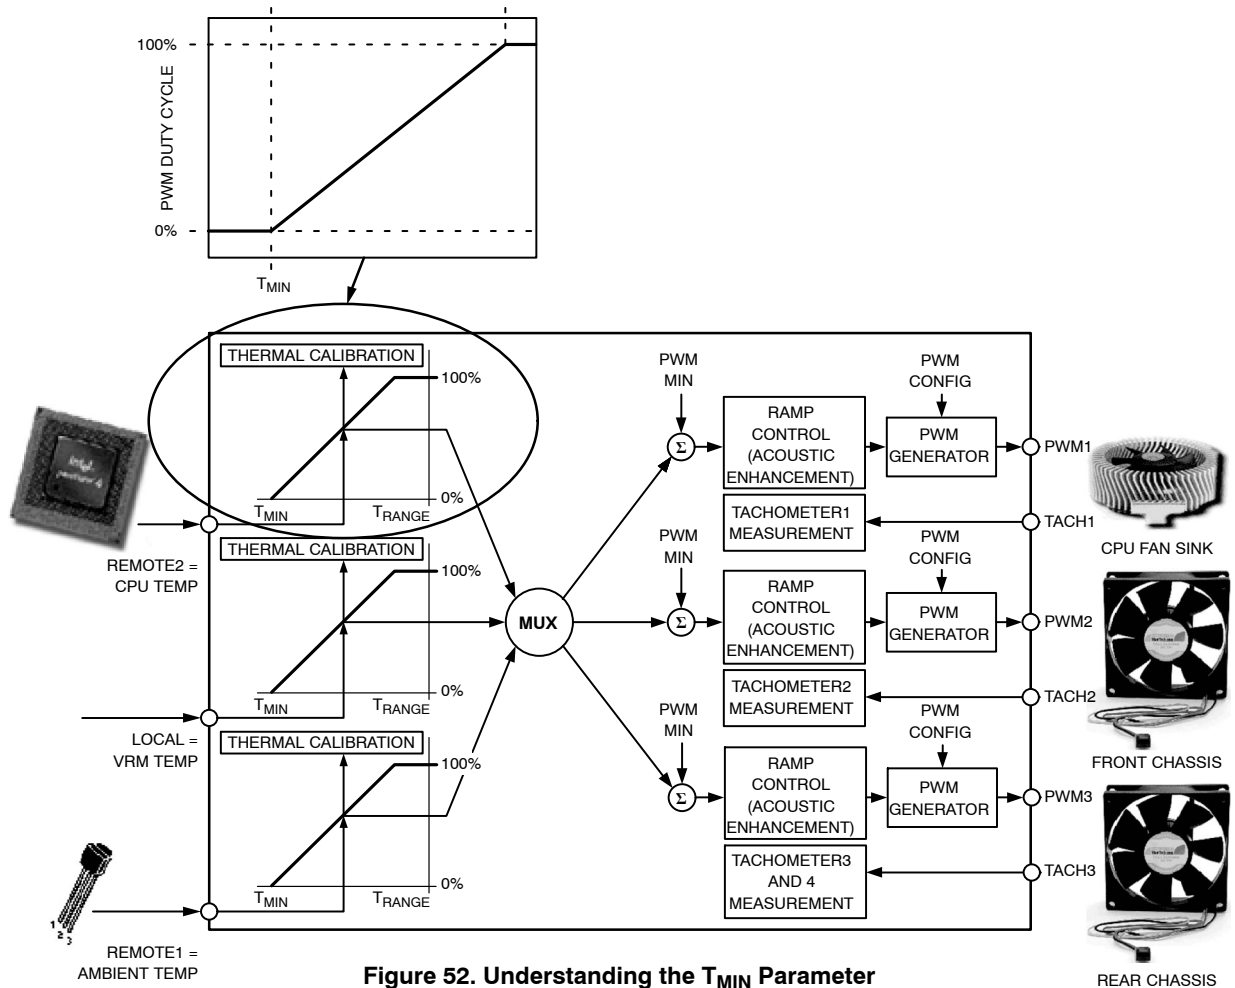 100%
PWM DUTY CYCLE
0%
TMIN
THERMAL CALIBRATION
100%
0%
TMIN
TRANGE
REMOTE2 =
CPU TEMP
THERMAL CALIBRATION
100%
0%
TMIN
TRANGE
LOCAL =
VRM TEMP
THERMAL CALIBRATION
100%
0%
TMIN
TRANGE
1
2
3
REMOTE1 =
AMBIENT TEMP
MUX
PWM
MIN
Σ
RAMP
CONTROL
(ACOUSTIC
ENHANCEMENT)
PWM
CONFIG
PWM
GENERATOR
PWM1
TACHOMETER1
MEASUREMENT
TACH1
CPU FAN SINK
PWM
MIN
Σ
RAMP
CONTROL
(ACOUSTIC
ENHANCEMENT)
PWM
CONFIG
PWM
GENERATOR
PWM2
TACHOMETER2
MEASUREMENT
TACH2
FRONT CHASSIS
PWM
MIN
Σ
RAMP
CONTROL
(ACOUSTIC
ENHANCEMENT)
PWM
CONFIG
PWM
GENERATOR
PWM3
TACHOMETER3
AND 4
MEASUREMENT
TACH3
REAR CHASSIS
intel
Figure 52. Understanding the TMIN Parameter